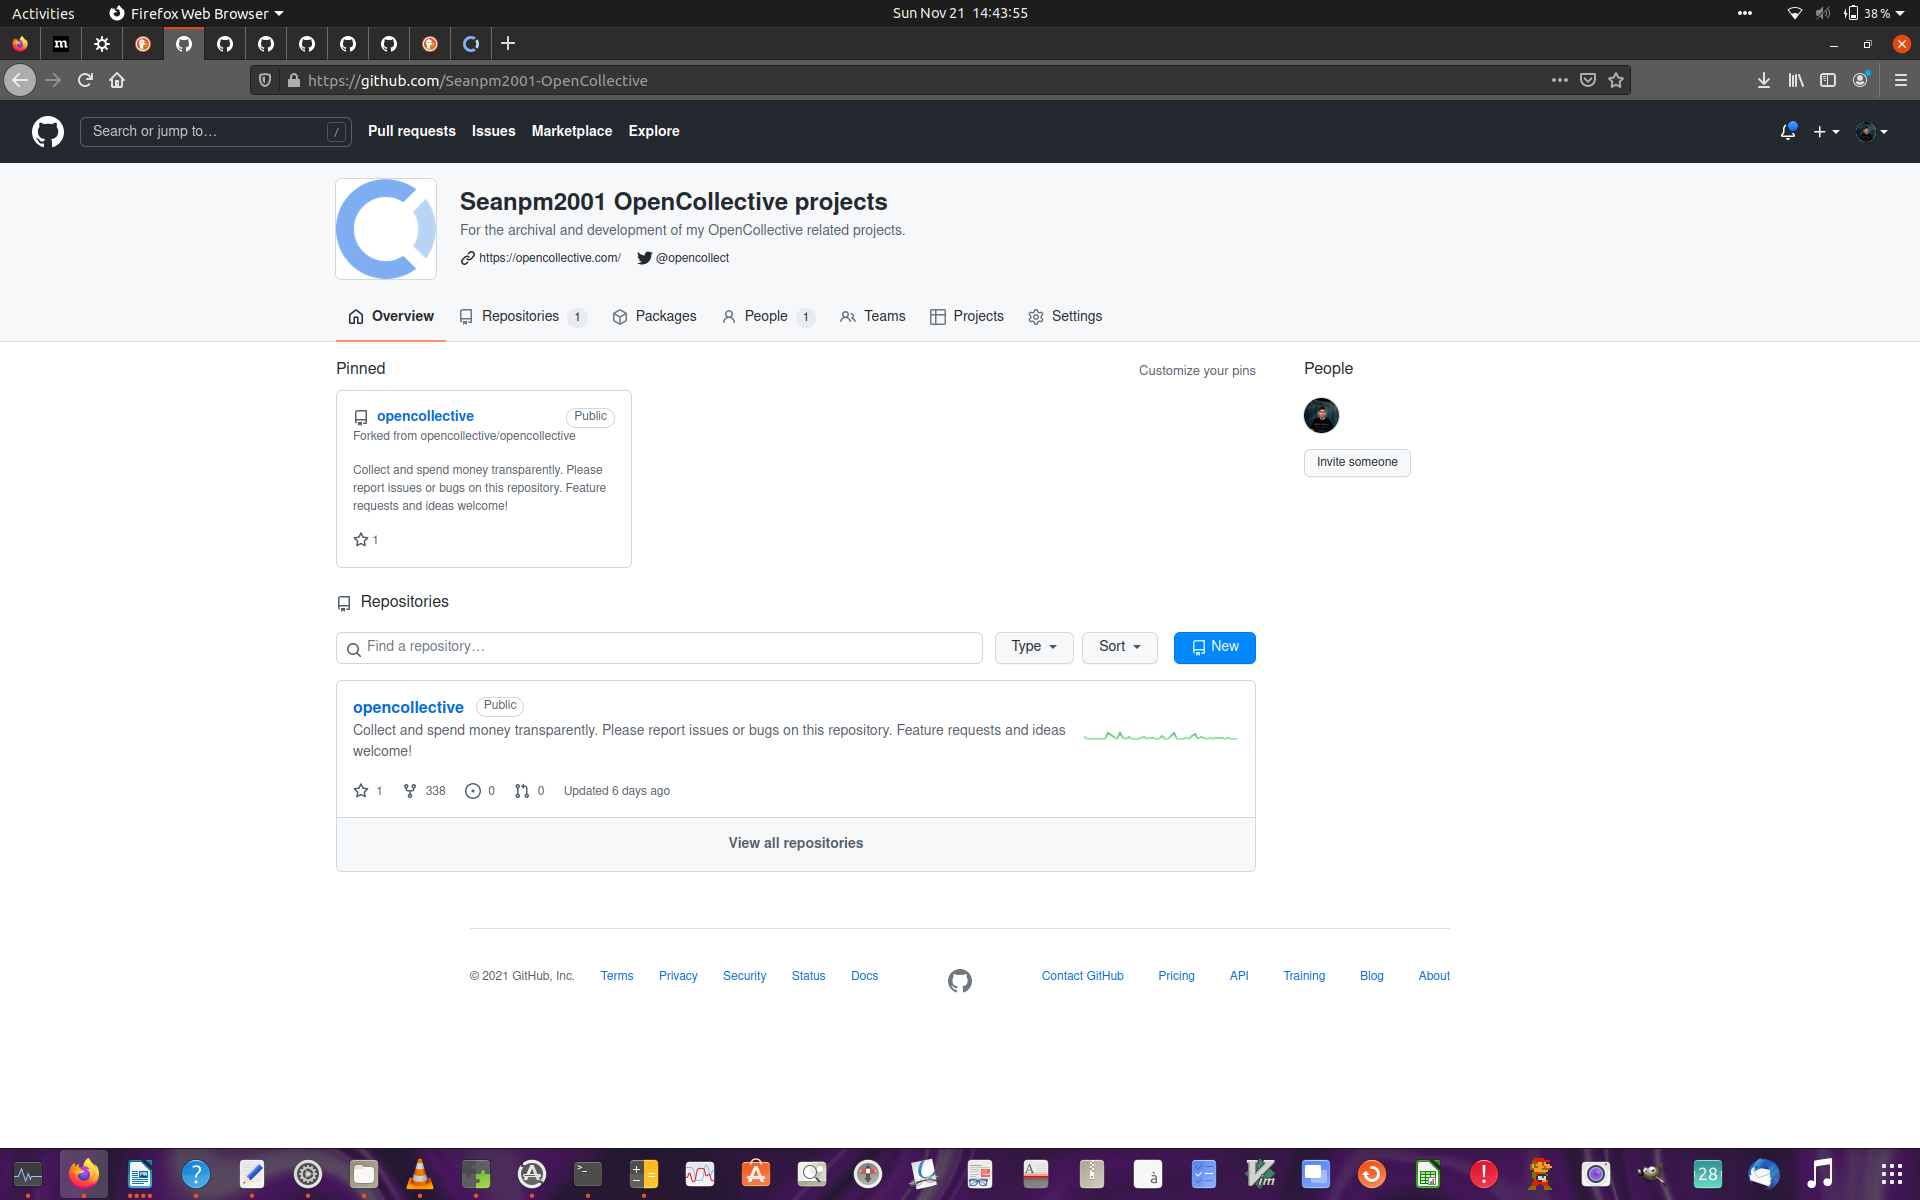 Activities
Firefox Web Browser
Sun Nov 21 14:43:55
38 %
m
https://github.com/Seanpm2001-OpenCollective
Search or jump to…
/
Pull requests
Issues
Marketplace
Explore
Seanpm2001 OpenCollective projects
For the archival and development of my OpenCollective related projects.
https://opencollective.com/
@opencollect
Overview
Repositories 1
Packages
People 1
Teams
Projects
Settings
Pinned
Customize your pins
People
opencollective
Public
Forked from opencollective/opencollective
Collect and spend money transparently. Please
report issues or bugs on this repository. Feature
requests and ideas welcome!
1
Invite someone
Repositories
Find a repository…
Type
Sort
New
opencollective
Public
Collect and spend money transparently. Please report issues or bugs on this repository. Feature requests and ideas
welcome!
1
338
0
0
Updated 6 days ago
View all repositories
© 2021 GitHub, Inc.
Terms
Privacy
Security
Status
Docs
Contact GitHub
Pricing
API
Training
Blog
About
?
>_
A
à
Vim
!
28